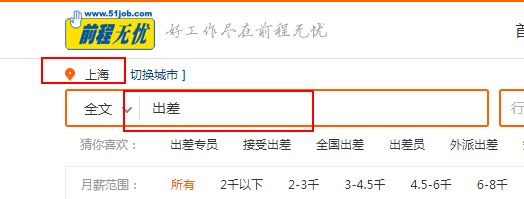 www.51job.com
前程无忧
好工作尽在前程无忧
首
上海 切换城市 ]
全文 出差 行
猜你喜欢： 出差专员 接受出差 全国出差 出差员 外派出差
月薪范围： 所有 2千以下 2-3千 3-4.5千 4.5-6千 6-8千